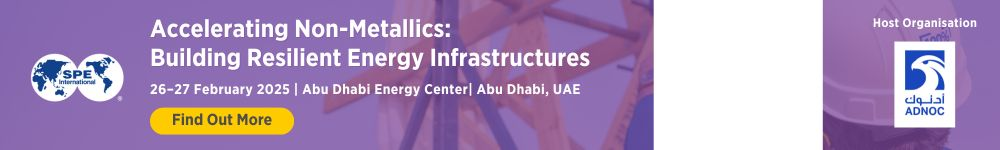 Accelerating Non-Metallics:
Building Resilient Energy Infrastructures
26–27 February 2025 | Abu Dhabi Energy Center| Abu Dhabi, UAE
Find Out More
SPE
International
®
Host Organisation
أدنوك
ADNOC